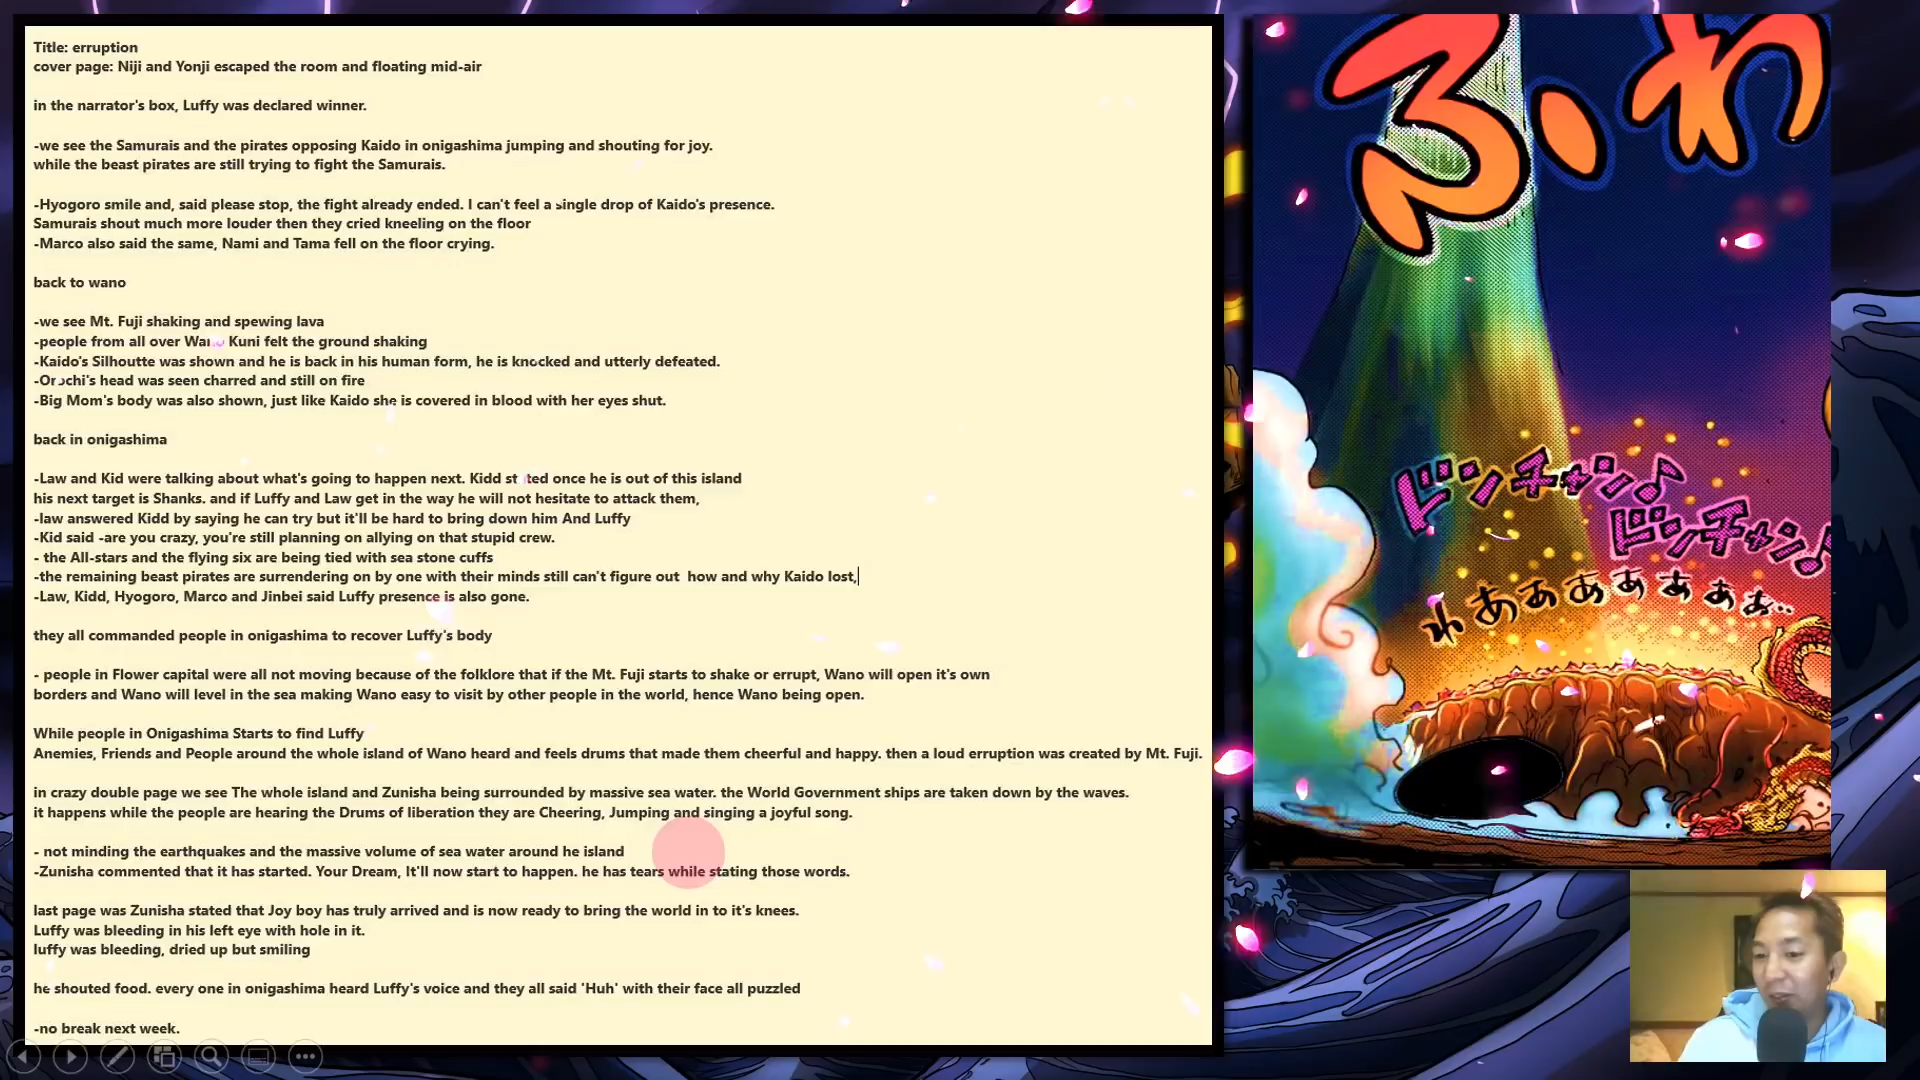 Title: erruption
cover page: Niji and Yonji escaped the room and floating mid-air
in the narrator's box, Luffy was declared winner.
-we see the Samurais and the pirates opposing Kaido in onigashima jumping and shouting for joy.
while the beast pirates are still trying to fight the Samurais.
-Hyogoro smile and, said please stop, the fight already ended. I can't feel a single drop of Kaido's presence.
Samurais shout much more louder then they cried kneeling on the floor
-Marco also said the same, Nami and Tama fell on the floor crying.
back to wano
-we see Mt. Fuji shaking and spewing lava
-people from all over Wano Kuni felt the ground shaking
-Kaido's Silhoutte was shown and he is back in his human form, he is knocked and utterly defeated.
-Orochi's head was seen charred and still on fire
-Big Mom's body was also shown, just like Kaido she is covered in blood with her eyes shut.
back in onigashima
-Law and Kid were talking about what's going to happen next. Kidd stated once he is out of this island
his next target is Shanks. and if Luffy and Law get in the way he will not hesitate to attack them,
-law answered Kidd by saying he can try but it'll be hard to bring down him And Luffy
-Kid said -are you crazy, you're still planning on allying on that stupid crew.
- the All-stars and the flying six are being tied with sea stone cuffs
-the remaining beast pirates are surrendering on by one with their minds still can't figure out how and why Kaido lost,
-Law, Kidd, Hyogoro, Marco and Jinbei said Luffy presence is also gone.
they all commanded people in onigashima to recover Luffy's body
- people in Flower capital were all not moving because of the folklore that if the Mt. Fuji starts to shake or errupt, Wano will open it's own
borders and Wano will level in the sea making Wano easy to visit by other people in the world, hence Wano being open.
While people in Onigashima Starts to find Luffy
Anemies, Friends and People around the whole island of Wano heard and feels drums that made them cheerful and happy. then a loud erruption was created by Mt. Fuji.
in crazy double page we see The whole island and Zunisha being surrounded by massive sea water. the World Government ships are taken down by the waves.
it happens while the people are hearing the Drums of liberation they are Cheering, Jumping and singing a joyful song.
- not minding the earthquakes and the massive volume of sea water around he island
-Zunisha commented that it has started. Your Dream, It'll now start to happen. he has tears while stating those words.
last page was Zunisha stated that Joy boy has truly arrived and is now ready to bring the world in to it's knees.
Luffy was bleeding in his left eye with hole in it.
luffy was bleeding, dried up but smiling
he shouted food. every one in onigashima heard Luffy's voice and they all said 'Huh' with their face all puzzled
-no break next week.
ふわ
ドンチャン♪
ドンチャン♪
わあああああああ…